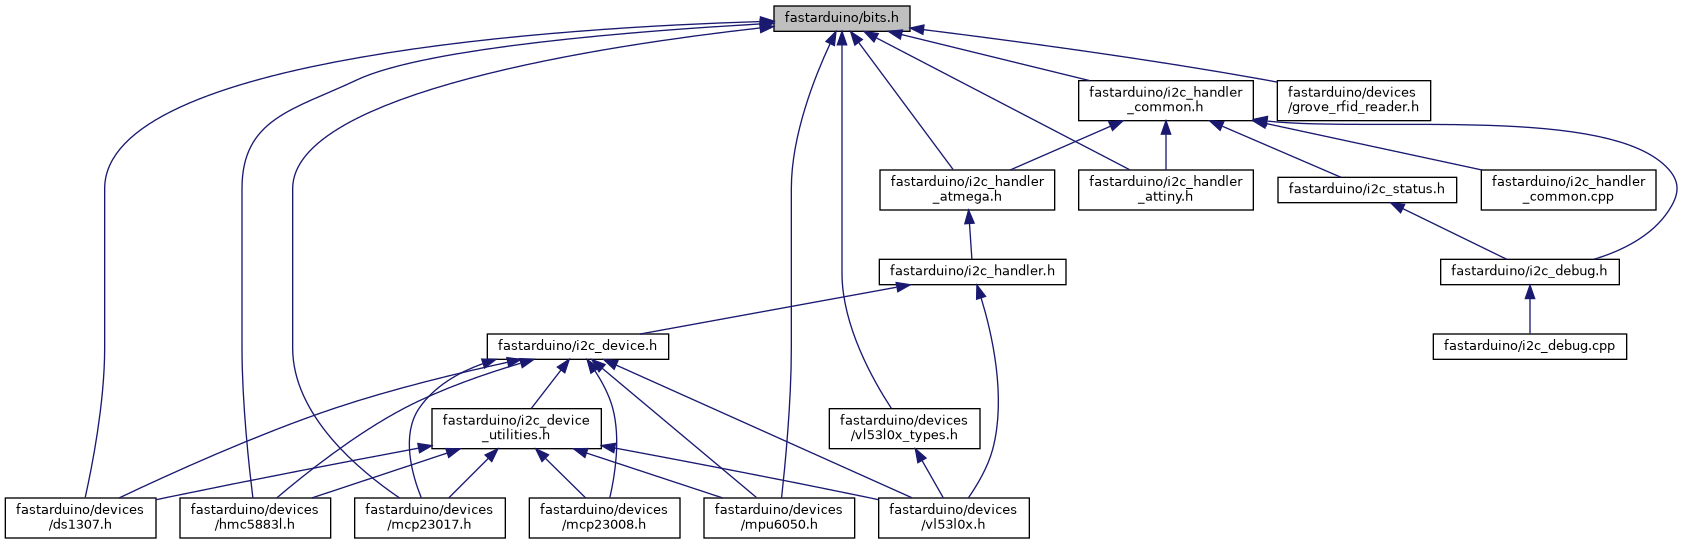 fastarduino/bits.h
fastarduino/i2c_handler
_common.h
fastarduino/devices
/grove_rfid_reader.h
fastarduino/i2c_handler
_atmega.h
fastarduino/i2c_handler
_attiny.h
fastarduino/i2c_status.h
fastarduino/i2c_handler
_common.cpp
fastarduino/i2c_handler.h
fastarduino/i2c_debug.h
fastarduino/i2c_device.h
fastarduino/i2c_debug.cpp
fastarduino/i2c_device
_utilities.h
fastarduino/devices
/vl53l0x_types.h
fastarduino/devices
/ds1307.h
fastarduino/devices
/hmc5883l.h
fastarduino/devices
/mcp23017.h
fastarduino/devices
/mcp23008.h
fastarduino/devices
/mpu6050.h
fastarduino/devices
/vl53l0x.h